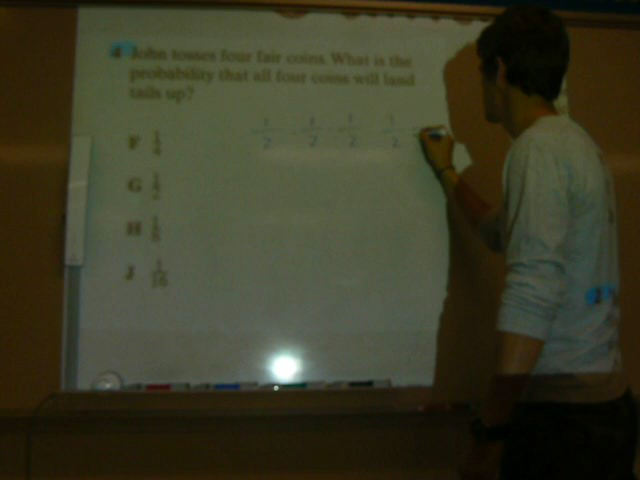 4 John tosses four fair coins. What is the
probability that all four coins will land
tails up?
1/2 · 1/2 · 1/2 · 1/2
F 1/4
G 1/2
H 1/8
J 1/16